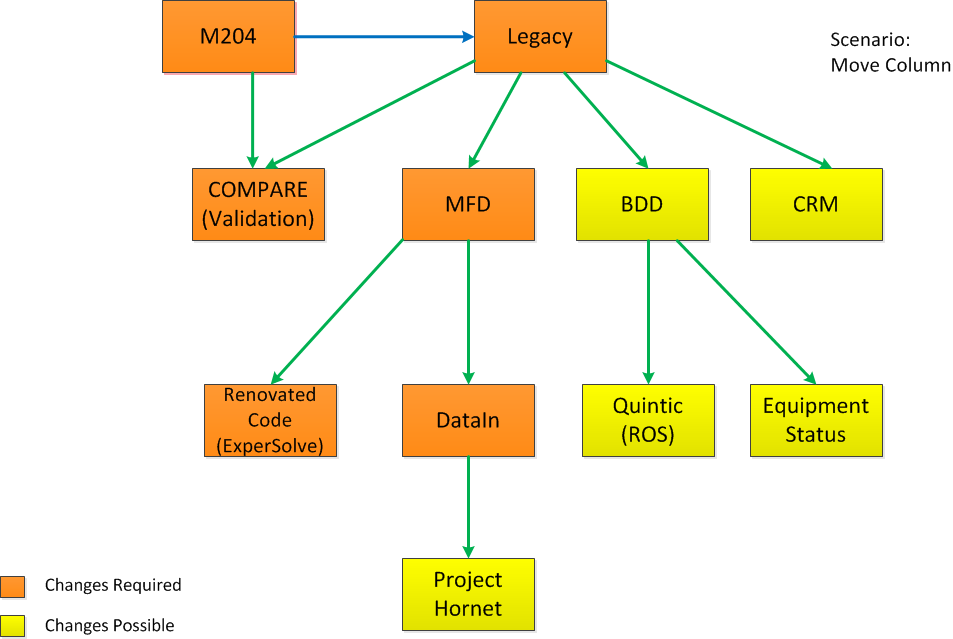 M204
Legacy
Scenario:
Move Column
COMPARE
(Validation)
MFD
BDD
CRM
Renovated
Code
(ExperSolve)
DataIn
Quintic
(ROS)
Equipment
Status
Project
Hornet
Changes Required
Changes Possible